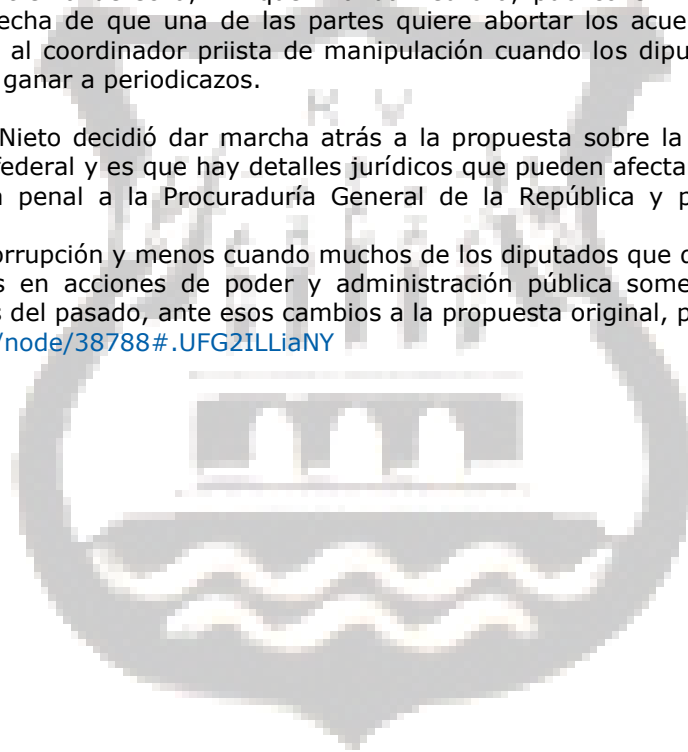 echa de que una de las partes quiere abortar los acue
al coordinador priista de manipulación cuando los dipu
ganar a periodicazos.
Nieto decidió dar marcha atrás a la propuesta sobre la
federal y es que hay detalles jurídicos que pueden afecta
penal a la Procuraduría General de la República y p
orrupción y menos cuando muchos de los diputados que
s en acciones de poder y administración pública some
s del pasado, ante esos cambios a la propuesta original, p
/node/38788#.UFG2ILLiaNY